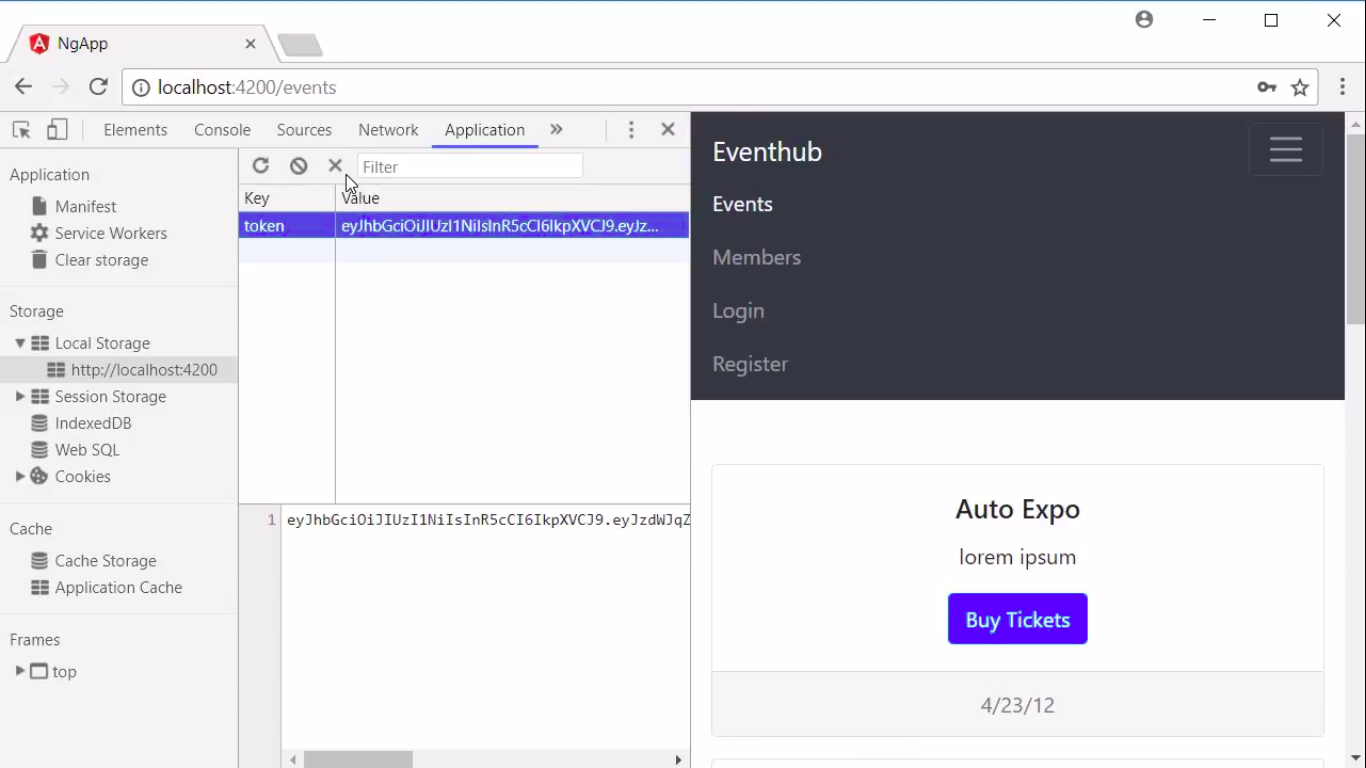 NgApp
localhost:4200/events
Elements Console Sources Network Application »
Application
Manifest
Service Workers
Clear storage
Storage
Local Storage
http://localhost:4200
Session Storage
IndexedDB
Web SQL
Cookies
Cache
Cache Storage
Application Cache
Frames
top
Filter
Key Value
token eyJhbGciOiJIUzI1NiIsInR5cCI6IkpXVCJ9.eyJz...
1 eyJhbGciOiJIUzI1NiIsInR5cCI6IkpXVCJ9.eyJzdWJqZ
Eventhub
Events
Members
Login
Register
Auto Expo
lorem ipsum
Buy Tickets
4/23/12